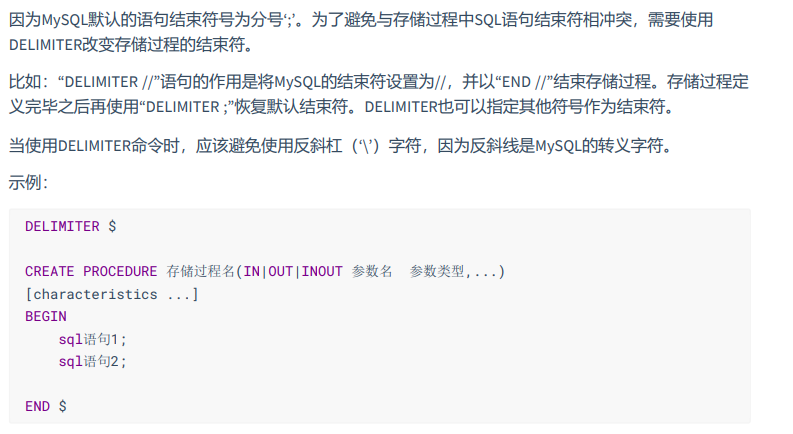 因为MySQL默认的语句结束符号为分号‘;’。为了避免与存储过程中SQL语句结束符相冲突，需要使用
DELIMITER改变存储过程的结束符。
比如：“DELIMITER //”语句的作用是将MySQL的结束符设置为//，并以“END //”结束存储过程。存储过程定
义完毕之后再使用“DELIMITER ;”恢复默认结束符。DELIMITER也可以指定其他符号作为结束符。
当使用DELIMITER命令时，应该避免使用反斜杠（‘\’）字符，因为反斜线是MySQL的转义字符。
示例：
DELIMITER $
CREATE PROCEDURE 存储过程名(IN|OUT|INOUT 参数名  参数类型,...)
[characteristics ...]
BEGIN
    sql语句1;
    sql语句2;
END $